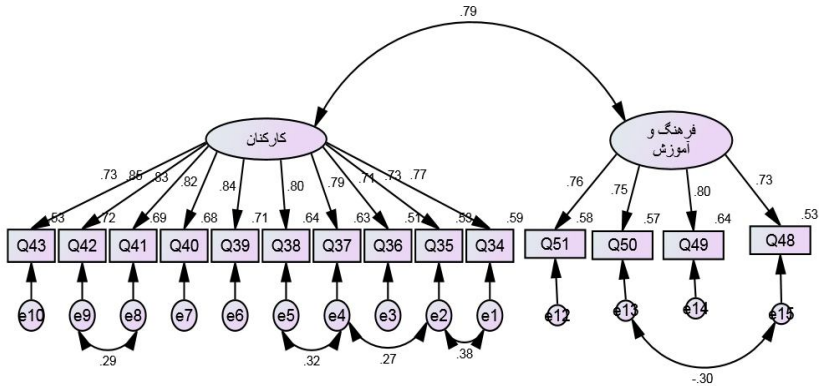 .79
کارکنان
فرهنگ و
آموزش
.73 .85 .83 .82 .84 .80 .79 .71 .73 .77
.76 .75 .80 .73
.53 .72 .69 .68 .71 .64 .63 .51 .53 .59
.58 .57 .64 .53
Q43 Q42 Q41 Q40 Q39 Q38 Q37 Q36 Q35 Q34
Q51 Q50 Q49 Q48
e10 e9 e8 e7 e6 e5 e4 e3 e2 e1
e12 e13 e14 e15
.29 .32 .27 .38
-.30